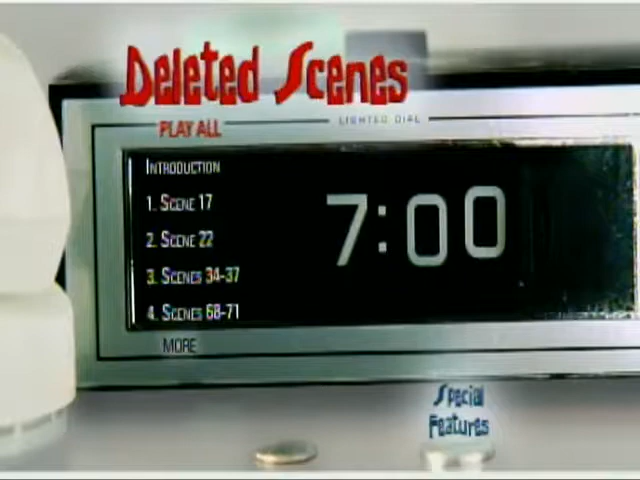 Deleted Scenes
PLAY ALL
LIGHTED DIAL
INTRODUCTION
1. SCENE 17
2. SCENE 22
3. SCENES 34-37
4. SCENES 68-71
7:00
MORE
Special
Features